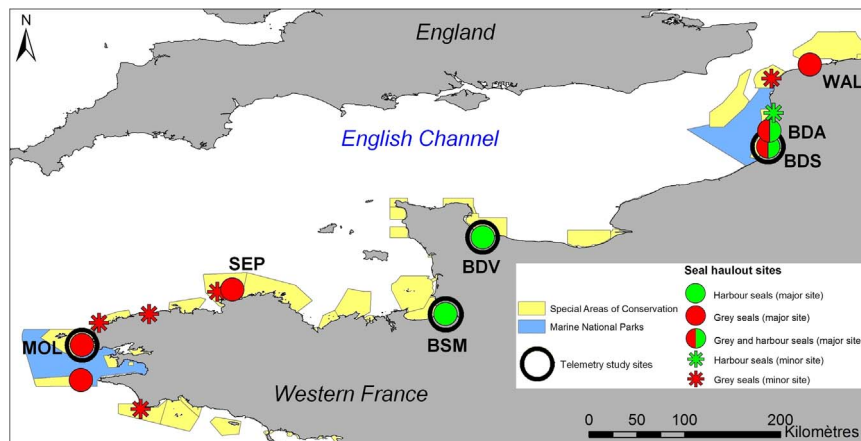 N
England
WAL
English Channel
BDA
BDS
BDV
SEP
BSM
MOL
Western France
Seal haulout sites
Special Areas of Conservation
Marine National Parks
Telemetry study sites
Harbour seals (major site)
Grey seals (major site)
Grey and harbour seals (major site
Harbour seals (minor site)
Grey seals (minor site)
0 50 100 200
Kilomètres